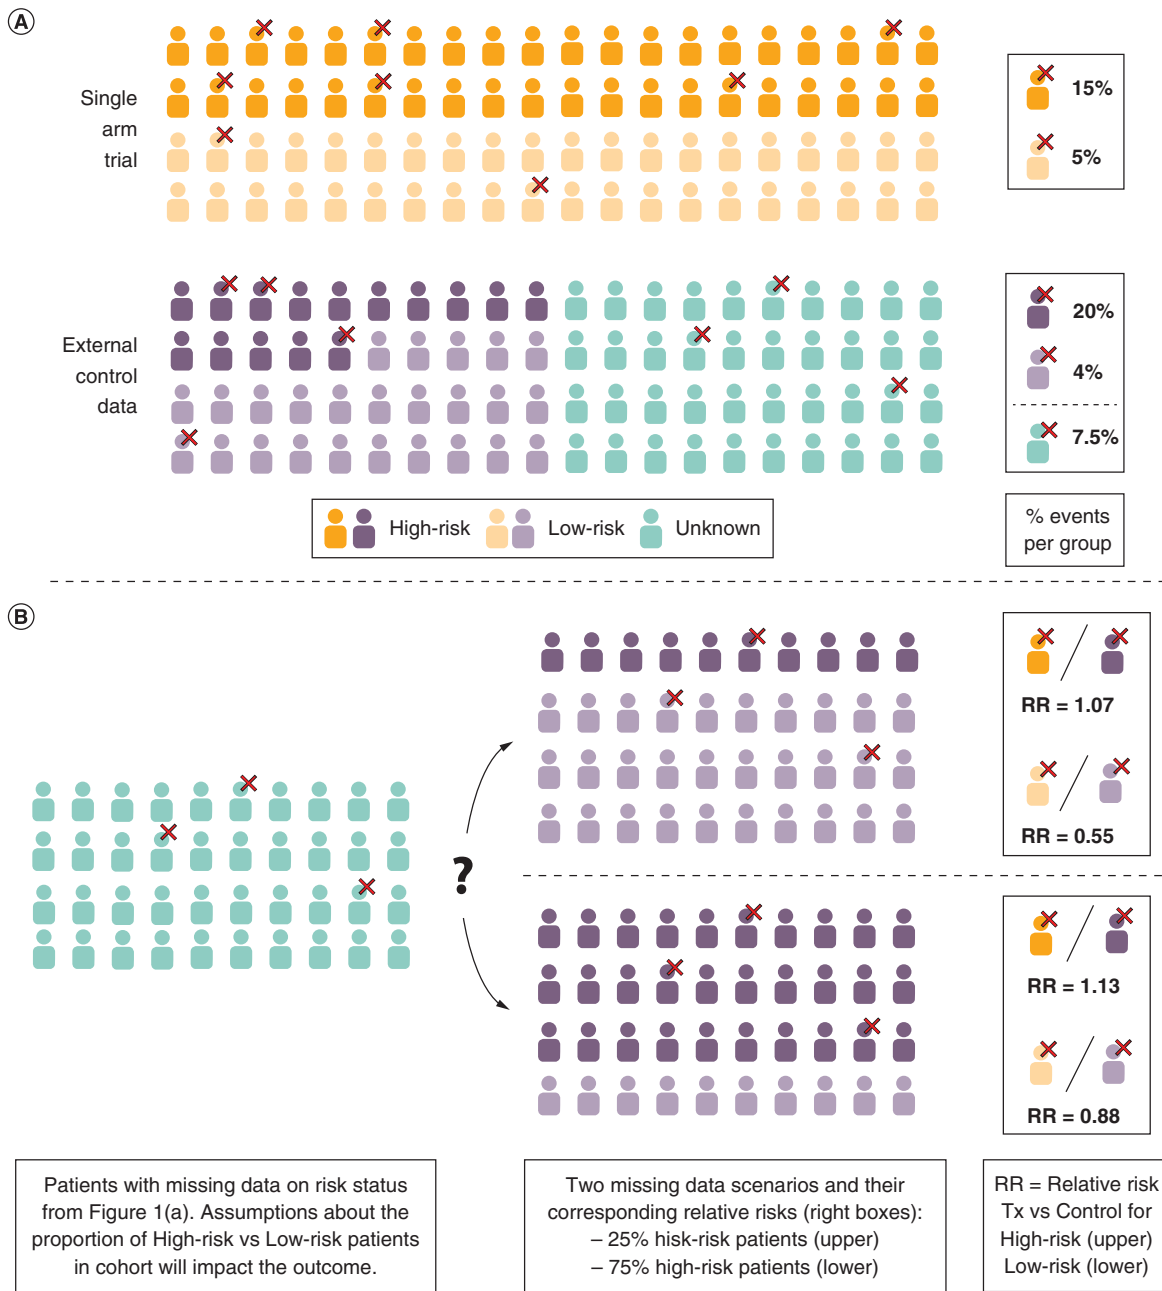 A
Single
arm
trial
15%
5%
External
control
data
20%
4%
7.5%
High-risk
Low-risk
Unknown
% events
per group
B
?
RR = 1.07
RR = 0.55
RR = 1.13
RR = 0.88
Patients with missing data on risk status
from Figure 1(a). Assumptions about the
proportion of High-risk vs Low-risk patients
in cohort will impact the outcome.
Two missing data scenarios and their
corresponding relative risks (right boxes):
– 25% hisk-risk patients (upper)
– 75% high-risk patients (lower)
RR = Relative risk
Tx vs Control for
High-risk (upper)
Low-risk (lower)